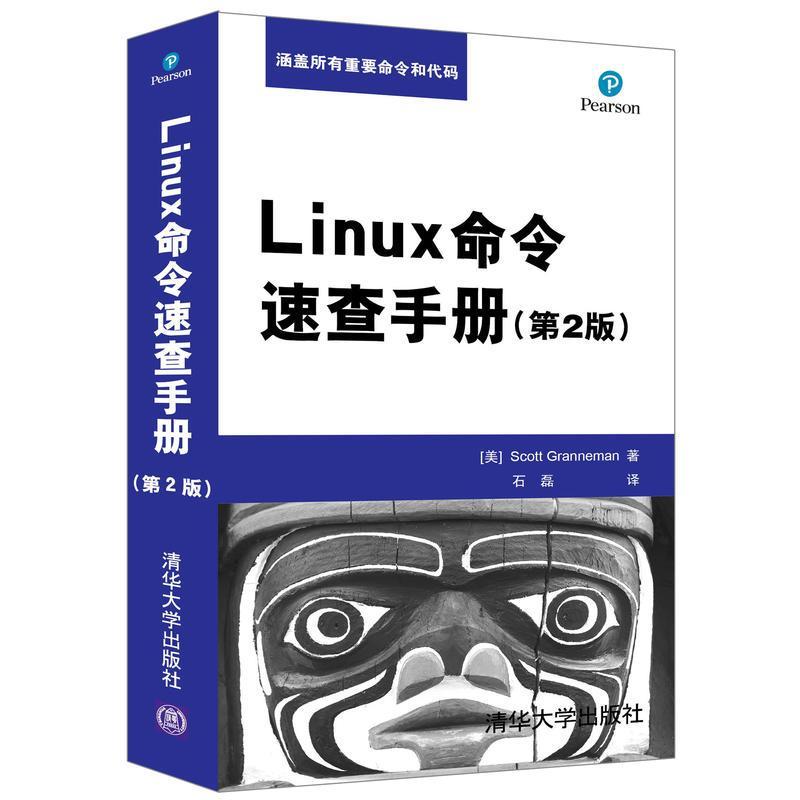 Pearson
Linux命令速查手册
(第2版)
清华大学出版社
涵盖所有重要命令和代码
Pearson
Linux命令
速查手册(第2版)
[美] Scott Granneman 著
石 磊 译
清华大学出版社